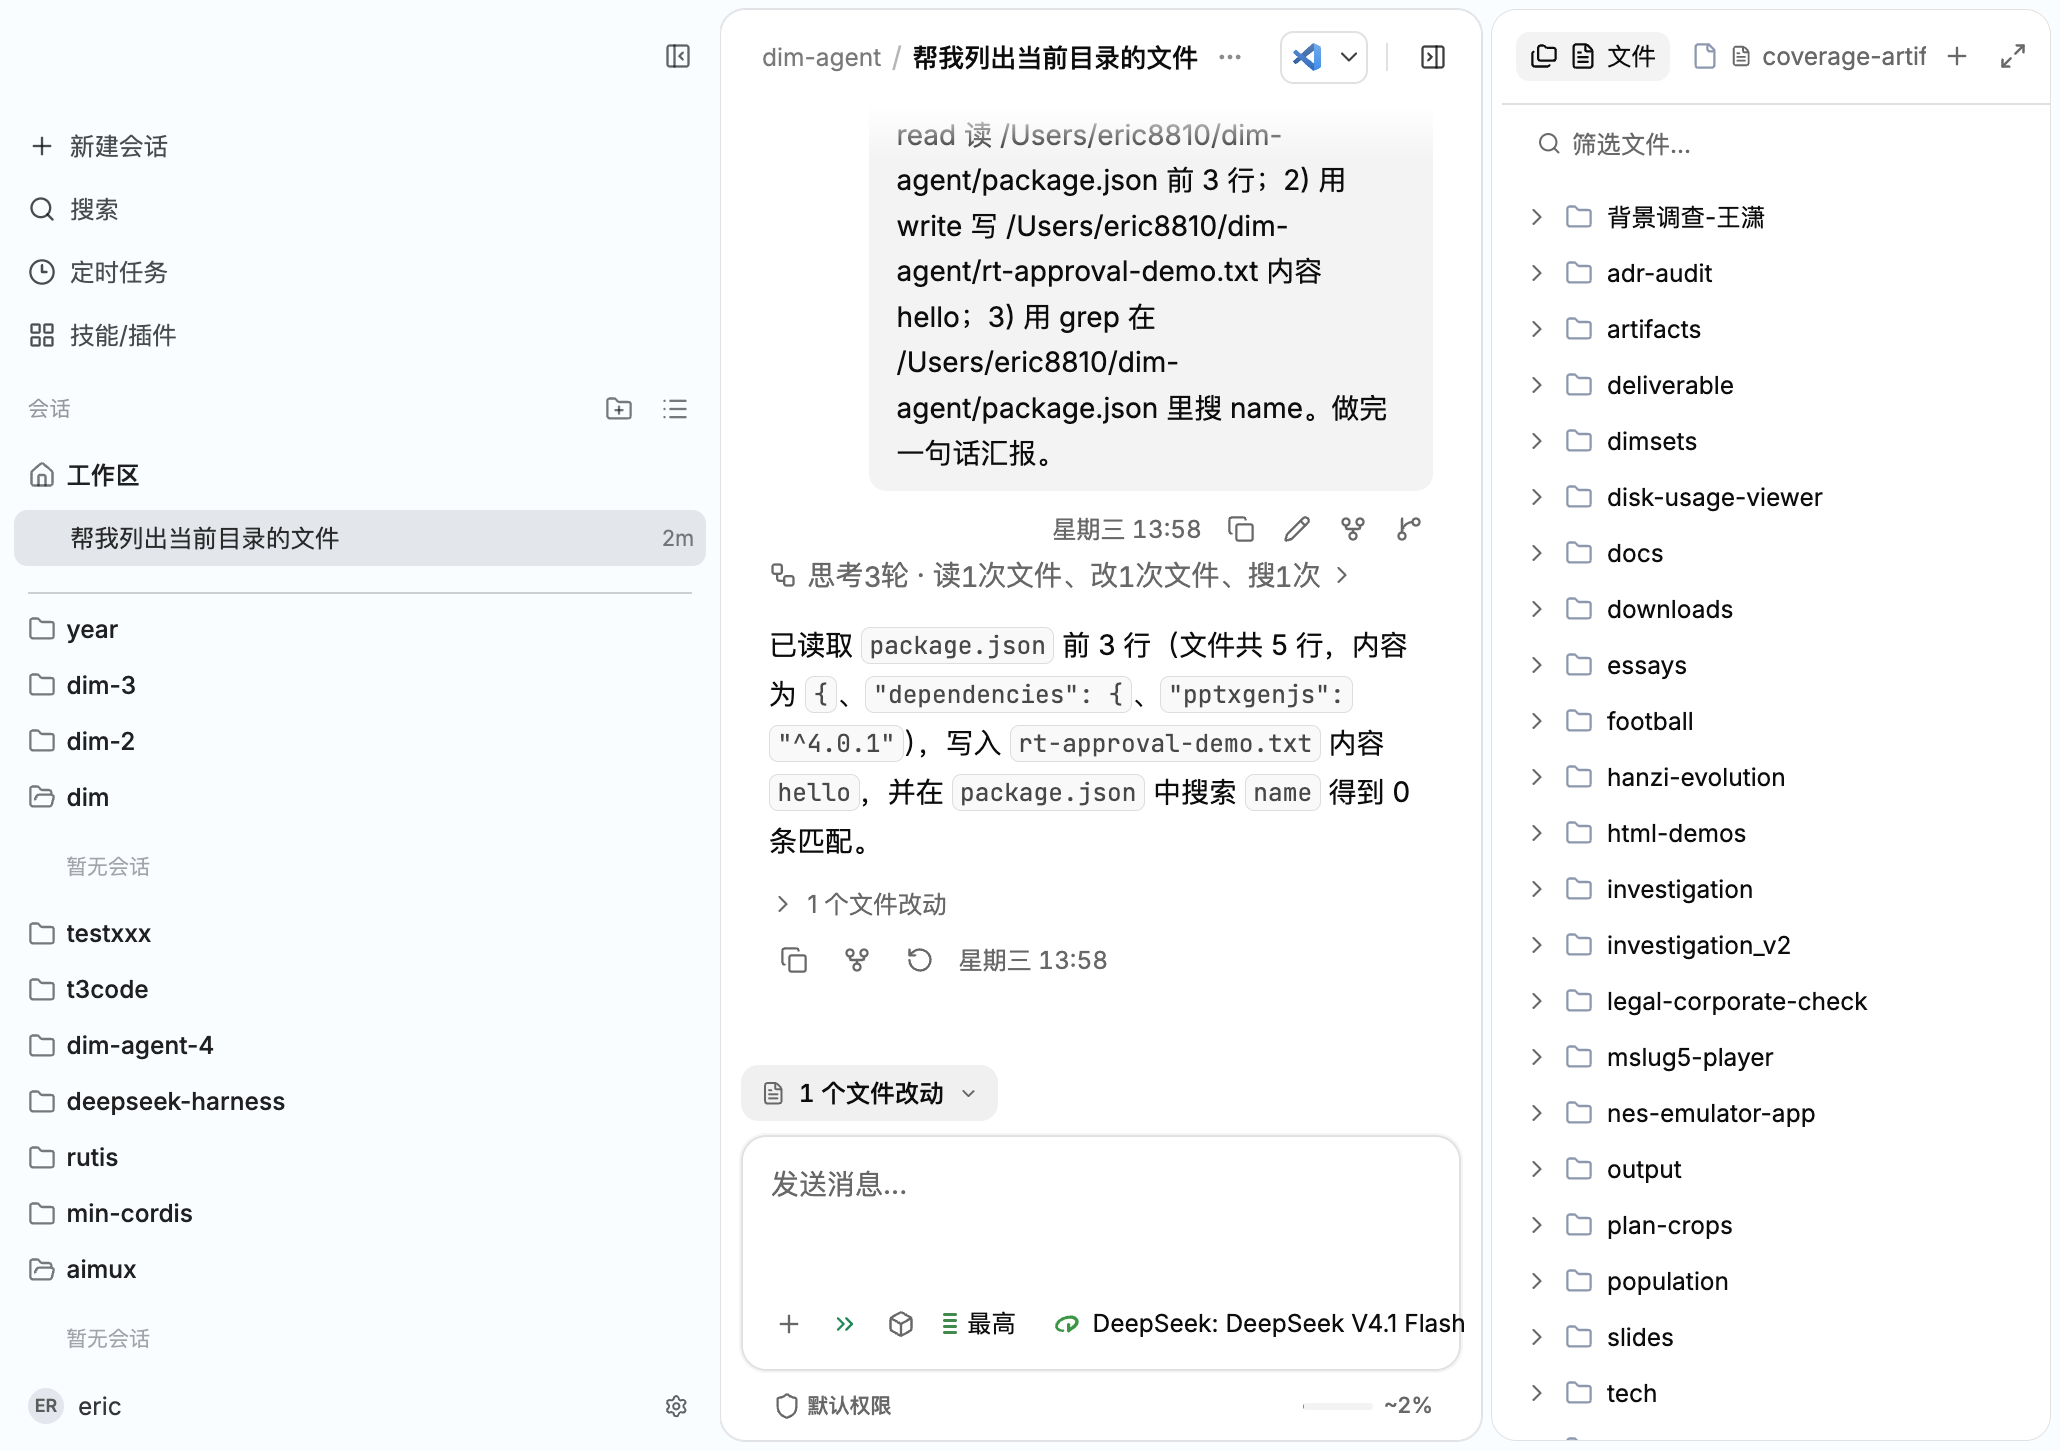 新建会话
搜索
定时任务
技能/插件
会话
工作区
帮我列出当前目录的文件 2m
year
dim-3
dim-2
dim
暂无会话
testxxx
t3code
dim-agent-4
deepseek-harness
rutis
min-cordis
aimux
暂无会话
ER eric
dim-agent / 帮我列出当前目录的文件 ···
read 读 /Users/eric8810/dim-
agent/package.json 前 3 行；2) 用
write 写 /Users/eric8810/dim-
agent/rt-approval-demo.txt 内容
hello；3) 用 grep 在
/Users/eric8810/dim-
agent/package.json 里搜 name。做完
一句话汇报。
星期三 13:58
思考3轮 · 读1次文件、改1次文件、搜1次
已读取 package.json 前 3 行（文件共 5 行，内容
为 {、"dependencies": {、"pptxgenjs":
"^4.0.1"），写入 rt-approval-demo.txt 内容
hello，并在 package.json 中搜索 name 得到 0
条匹配。
1 个文件改动
星期三 13:58
1 个文件改动
发送消息...
最高 DeepSeek: DeepSeek V4.1 Flash
默认权限 ~2%
文件 coverage-artif
筛选文件...
背景调查-王潇
adr-audit
artifacts
deliverable
dimsets
disk-usage-viewer
docs
downloads
essays
football
hanzi-evolution
html-demos
investigation
investigation_v2
legal-corporate-check
mslug5-player
nes-emulator-app
output
plan-crops
population
slides
tech